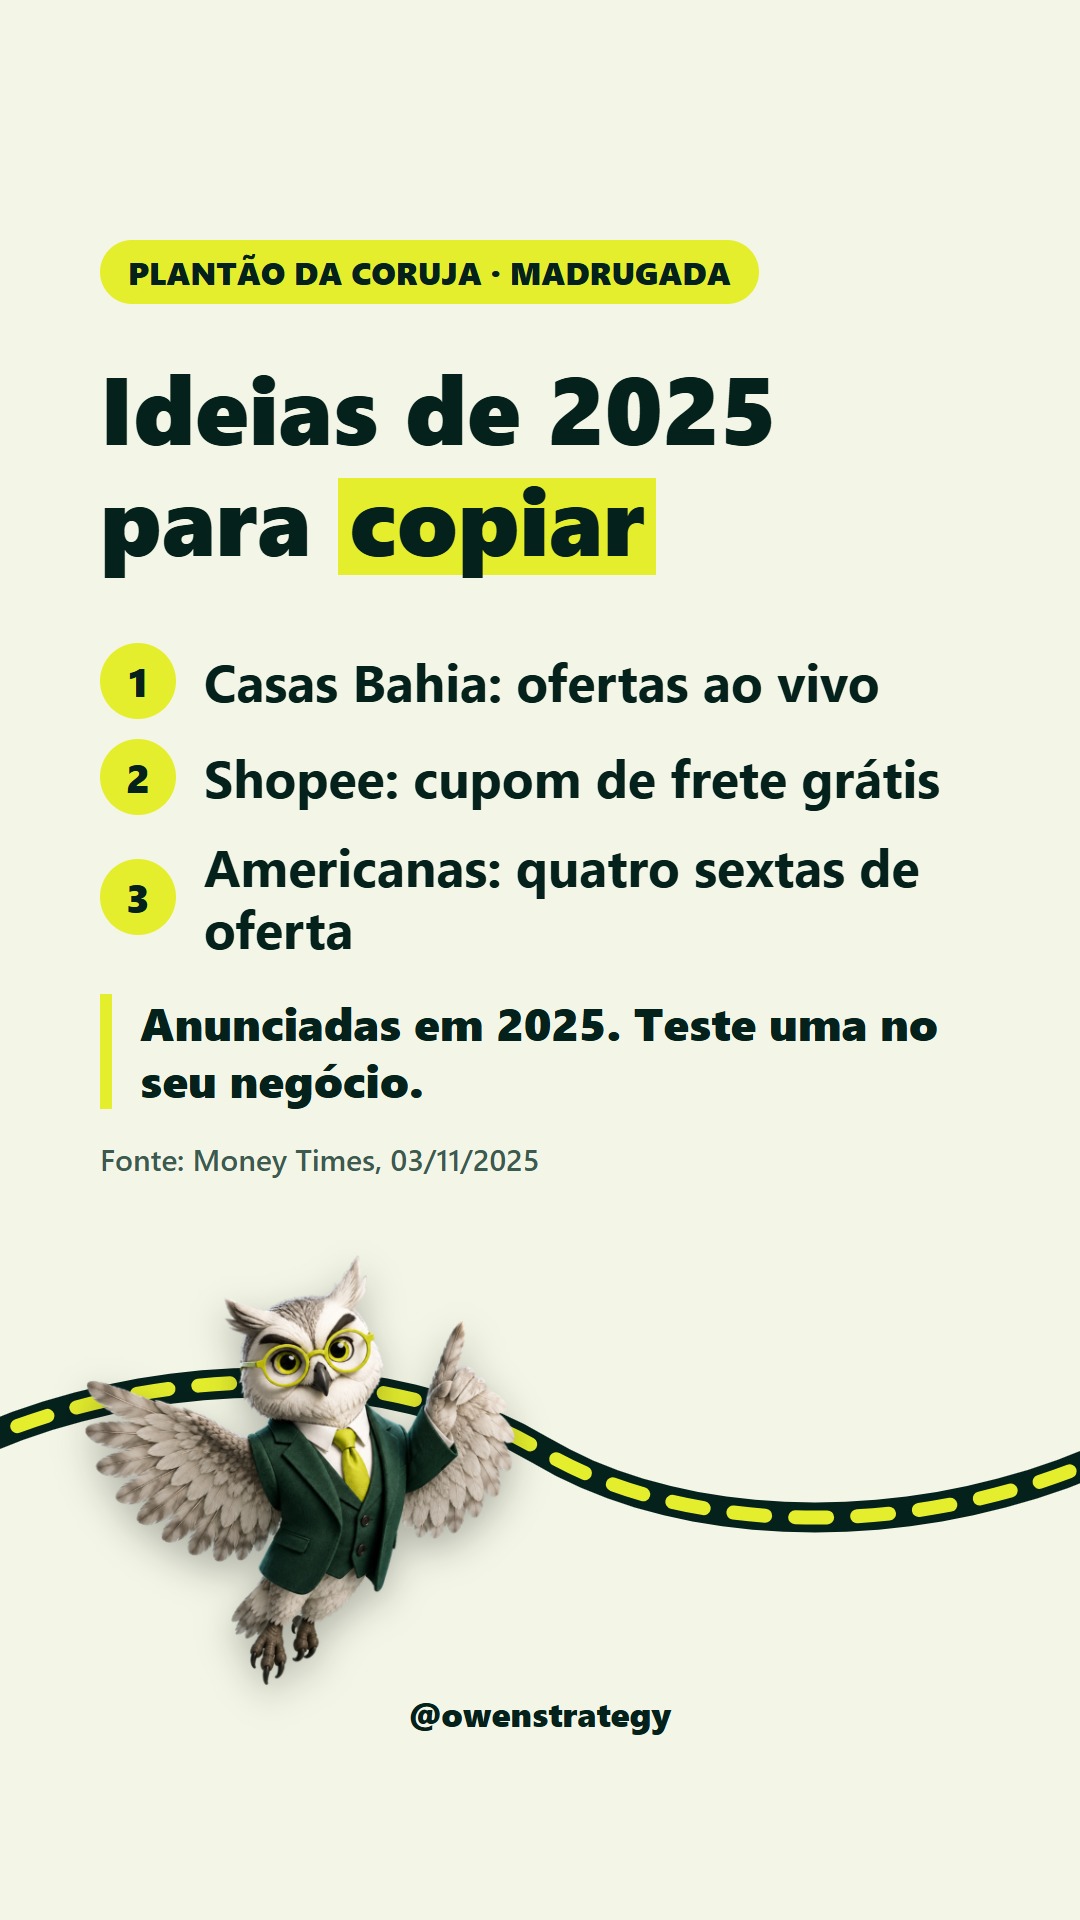 PLANTÃO DA CORUJA · MADRUGADA
Ideias de 2025
para copiar
1 Casas Bahia: ofertas ao vivo
2 Shopee: cupom de frete grátis
3 Americanas: quatro sextas de
oferta
Anunciadas em 2025. Teste uma no
seu negócio.
Fonte: Money Times, 03/11/2025
@owenstrategy